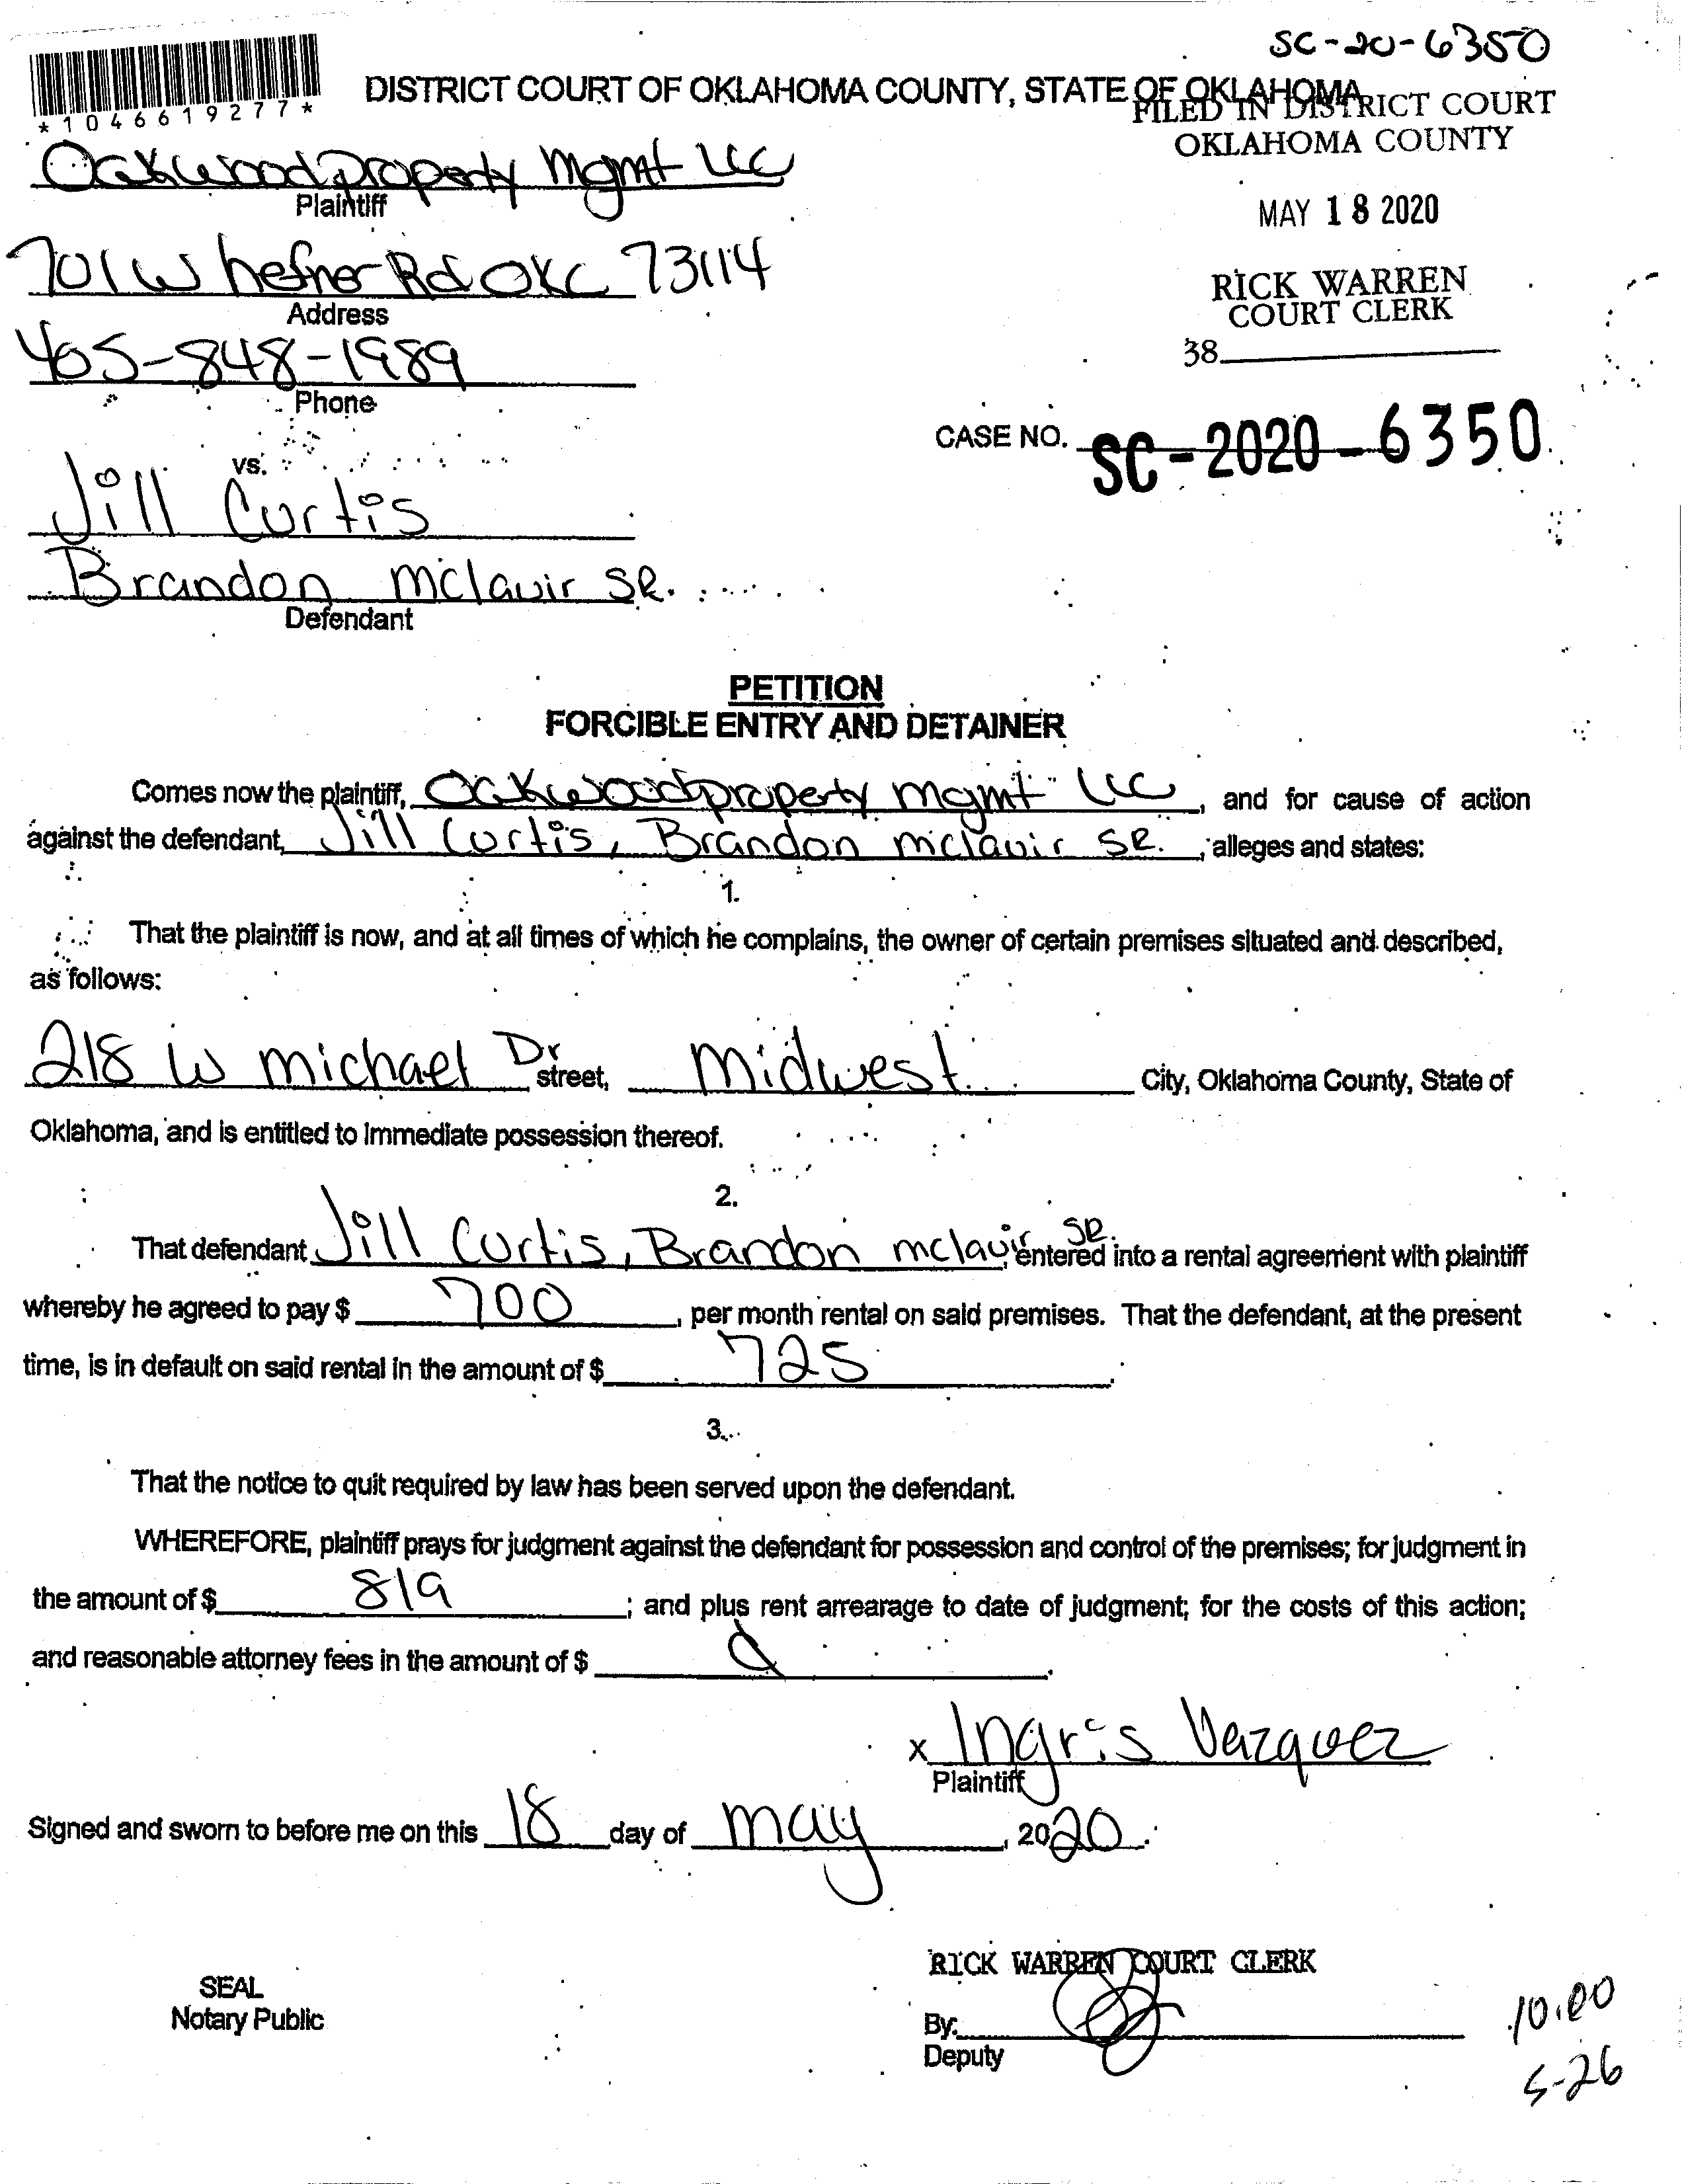 SC-20-6350
*1046619277*
DISTRICT COURT OF OKLAHOMA COUNTY, STATE OF OKLAHOMA
FILED IN DISTRICT COURT
OKLAHOMA COUNTY
Oakwood property Mgmt LLC
Plaintiff
MAY 18 2020
701 W hefner Rd OKC 73114
Address
RICK WARREN
COURT CLERK
405-848-1989
Phone
38
CASE NO. SC-2020-6350
vs.
Jill Curtis
Brandon mclavir SR.
Defendant
PETITION
FORCIBLE ENTRY AND DETAINER
Comes now the plaintiff, Oakwood property mgmt LLC, and for cause of action
against the defendant, Jill Curtis, Brandon mclavir SR., alleges and states:
1.
That the plaintiff is now, and at all times of which he complains, the owner of certain premises situated and described,
as follows:
218 W michael Dr street, Midwest City, Oklahoma County, State of
Oklahoma, and is entitled to immediate possession thereof.
2.
That defendant, Jill Curtis, Brandon mclavir SR. entered into a rental agreement with plaintiff
whereby he agreed to pay $ 700, per month rental on said premises. That the defendant, at the present
time, is in default on said rental in the amount of $ 725.
3.
That the notice to quit required by law has been served upon the defendant.
WHEREFORE, plaintiff prays for judgment against the defendant for possession and control of the premises; for judgment in
the amount of $ 819; and plus rent arrearage to date of judgment; for the costs of this action;
and reasonable attorney fees in the amount of $
x Ingris Vazquez
Plaintiff
Signed and sworn to before me on this 18 day of may, 2020.
RICK WARREN COURT CLERK
SEAL
Notary Public
By:
Deputy
10:00
5-26